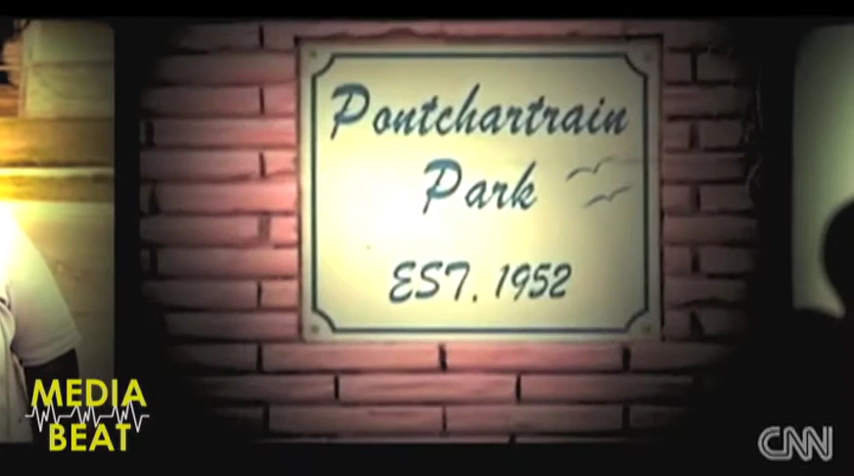 Pontchartrain
Park
EST. 1952
MEDIA
BEAT
CNN